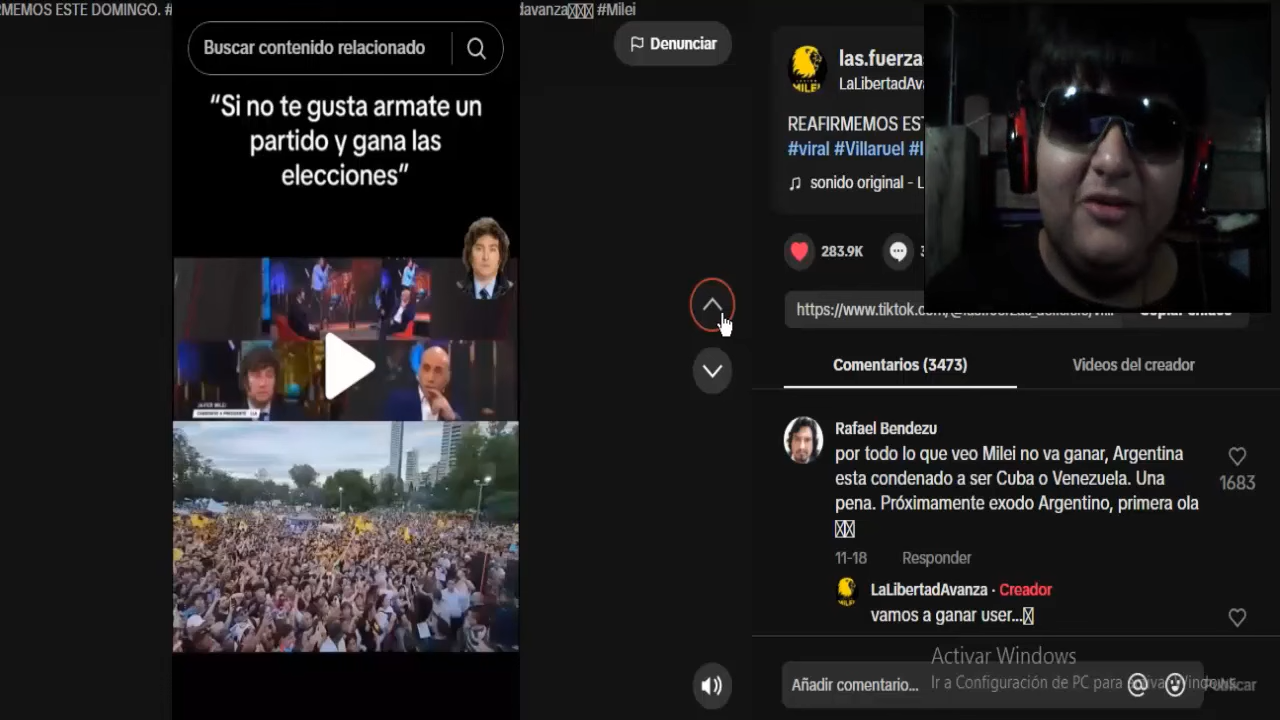 RMEMOS ESTE DOMINGO. #
avanza #Milei
Buscar contenido relacionado
“Si no te gusta armate un
partido y gana las
elecciones”
Denunciar
las.fuerza
LaLibertadAv
REAFIRMEMOS EST
#viral #Villaruel
sonido original - L
283.9K
https://www.tiktok.co
Comentarios (3473)
Videos del creador
Rafael Bendezu
por todo lo que veo Milei no va ganar, Argentina
esta condenado a ser Cuba o Venezuela. Una
pena. Próximamente exodo Argentino, primera ola
1683
11-18 Responder
LaLibertadAvanza · Creador
vamos a ganar user...
Activar Windows
Ir a Configuración de PC para activar Windows.
Añadir comentario...
Publicar